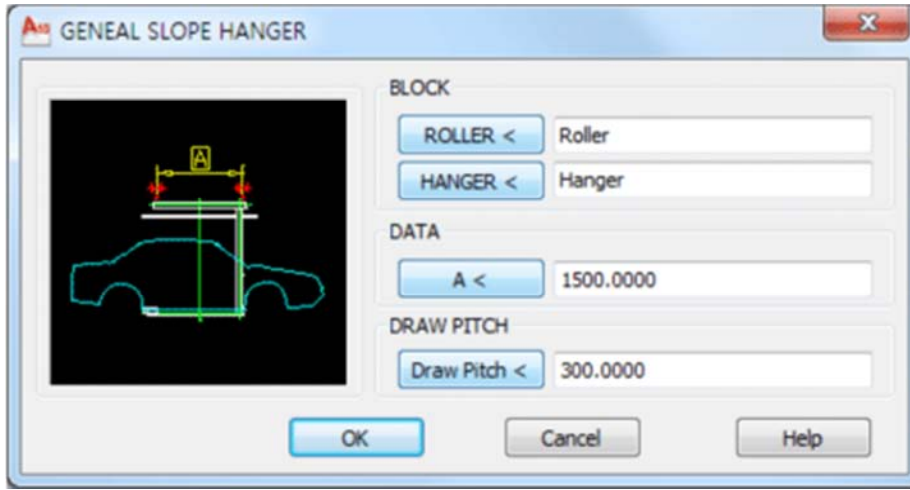 GENEAL SLOPE HANGER
BLOCK
ROLLER < Roller
HANGER < Hanger
DATA
A < 1500.0000
DRAW PITCH
Draw Pitch < 300.0000
A
OK Cancel Help